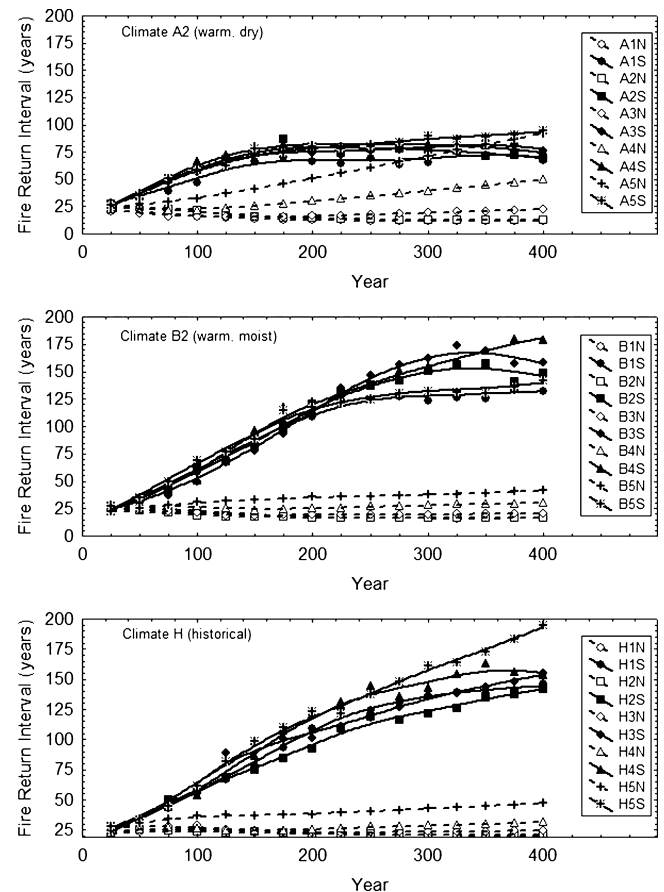 Climate A2 (warm. dry)
Fire Return Interval (years)
200
175
150
125
100
75
50
25
0
0
100
200
300
400
Year
A1N
A1S
A2N
A2S
A3N
A3S
A4N
A4S
A5N
A5S
Climate B2 (warm. moist)
Fire Return Interval (years)
200
175
150
125
100
75
50
25
0
0
100
200
300
400
Year
B1N
B1S
B2N
B2S
B3N
B3S
B4N
B4S
B5N
B5S
Climate H (historical)
Fire Return Interval (years)
200
175
150
125
100
75
50
25
0
100
200
300
400
Year
H1N
H1S
H2N
H2S
H3N
H3S
H4N
H4S
H5N
H5S